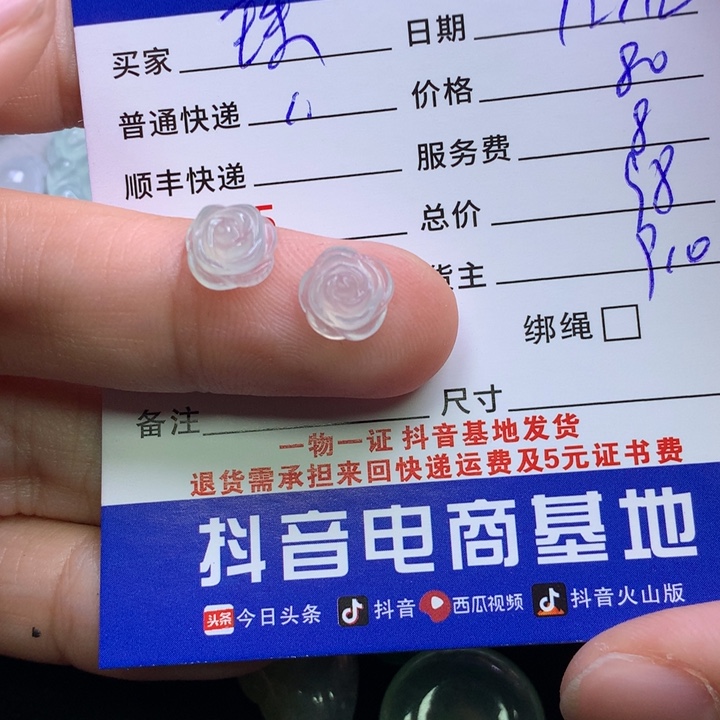 买家 日期
普通快递 价格 80
顺丰快递 服务费 8
总价
货主
绑绳
备注 尺寸
一物一证 抖音基地发货
退货需承担来回快递运费及5元证书费
抖音电商基地
头条 今日头条 抖音 西瓜视频 抖音火山版